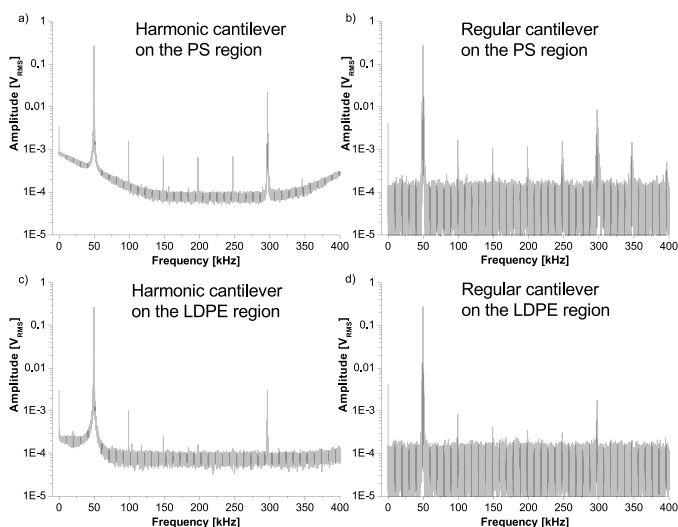 a)
Harmonic cantilever
on the PS region
Amplitude [V_RMS]
1
0.1
0.01
1E-3
1E-4
1E-5
0 50 100 150 200 250 300 350 400
Frequency [kHz]
b)
Regular cantilever
on the PS region
Amplitude [V_RMS]
1
0.1
0.01
1E-3
1E-4
1E-5
0 50 100 150 200 250 300 350 400
Frequency [kHz]
c)
Harmonic cantilever
on the LDPE region
Amplitude [V_RMS]
1
0.1
0.01
1E-3
1E-4
1E-5
0 50 100 150 200 250 300 350 400
Frequency [kHz]
d)
Regular cantilever
on the LDPE region
Amplitude [V_RMS]
1
0.1
0.01
1E-3
1E-4
1E-5
0 50 100 150 200 250 300 350 400
Frequency [kHz]